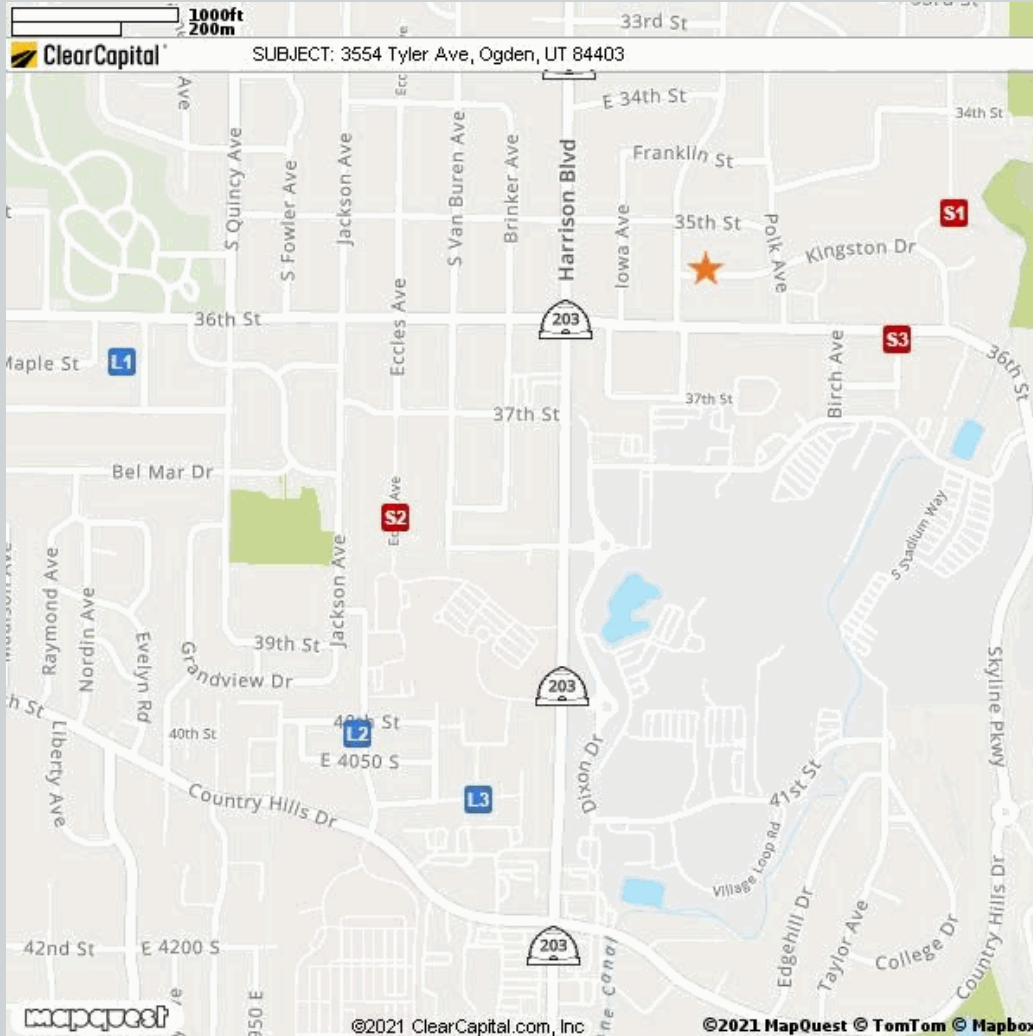 1000ft
200m
33rd St
ClearCapital
SUBJECT: 3554 Tyler Ave, Ogden, UT 84403
Ave
E 34th St
34th St
S Quincy Ave
S Fowler Ave
Jackson Ave
S Van Buren Ave
Brinker Ave
Harrison Blvd
Franklin St
Iowa Ave
35th St
Polk Ave
Kingston Dr
S1
Eccles Ave
36th St
203
S3
Maple St
L1
Birch Ave
36th St
37th St
37th St
Bel Mar Dr
S2
Ave
S Stadium Way
Jackson Ave
Raymond Ave
Nordin Ave
Evelyn Rd
39th St
Grandview Dr
203
Skyline Pkwy
Liberty Ave
40th St
40th St
L2
E 4050 S
L3
Dixon Dr
41st St
Country Hills Dr
Village Loop Rd
Edgehill Dr
Taylor Ave
College Dr
Country Hills Dr
42nd St
E 4200 S
203
950 E
Canal
mapquest
©2021 ClearCapital.com, Inc
©2021 MapQuest © TomTom © Mapbox